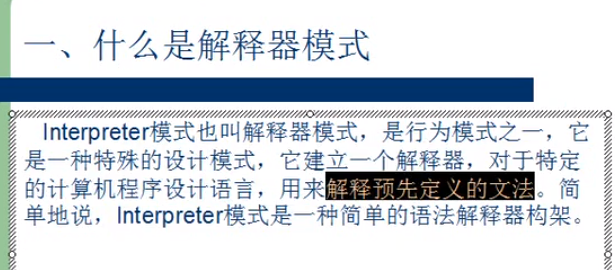 一、什么是解释器模式
Interpreter模式也叫解释器模式，是行为模式之一，它
是一种特殊的设计模式，它建立一个解释器，对于特定
的计算机程序设计语言，用来解释预先定义的文法。简
单地说，Interpreter模式是一种简单的语法解释器构架。